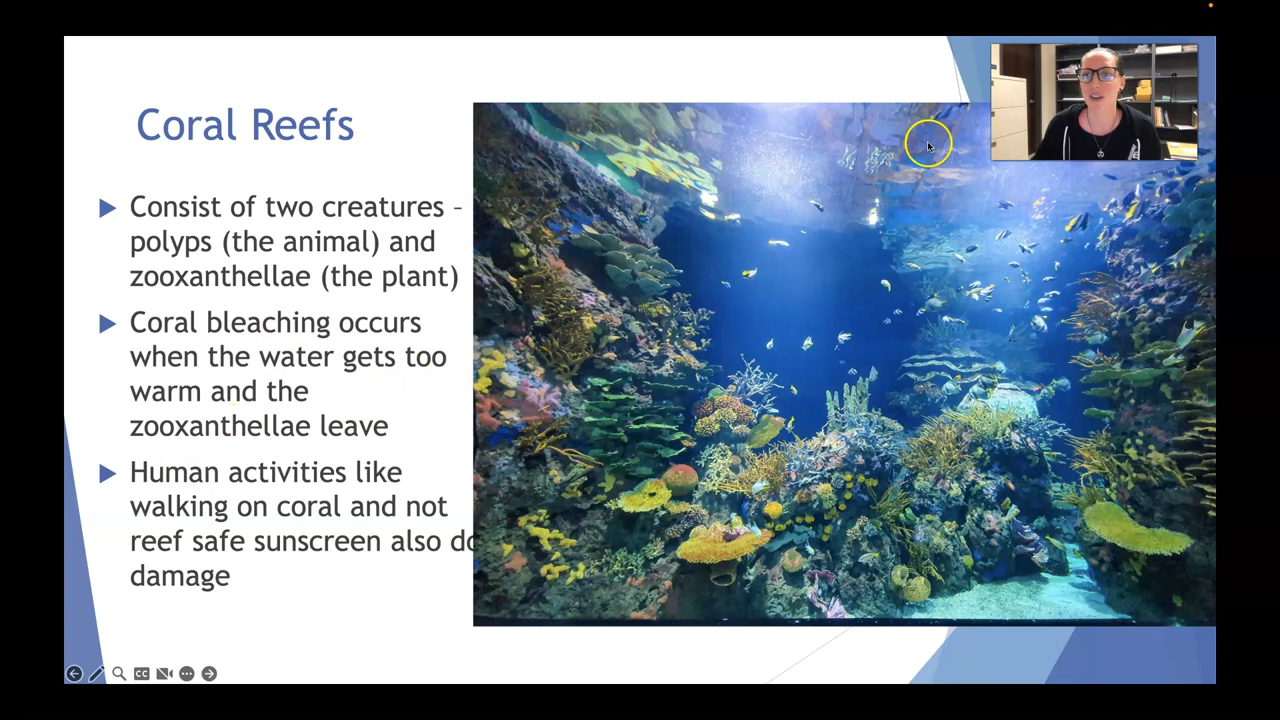 Coral Reefs
Consist of two creatures –
polyps (the animal) and
zooxanthellae (the plant)
Coral bleaching occurs
when the water gets too
warm and the
zooxanthellae leave
Human activities like
walking on coral and not
reef safe sunscreen also do
damage
CC